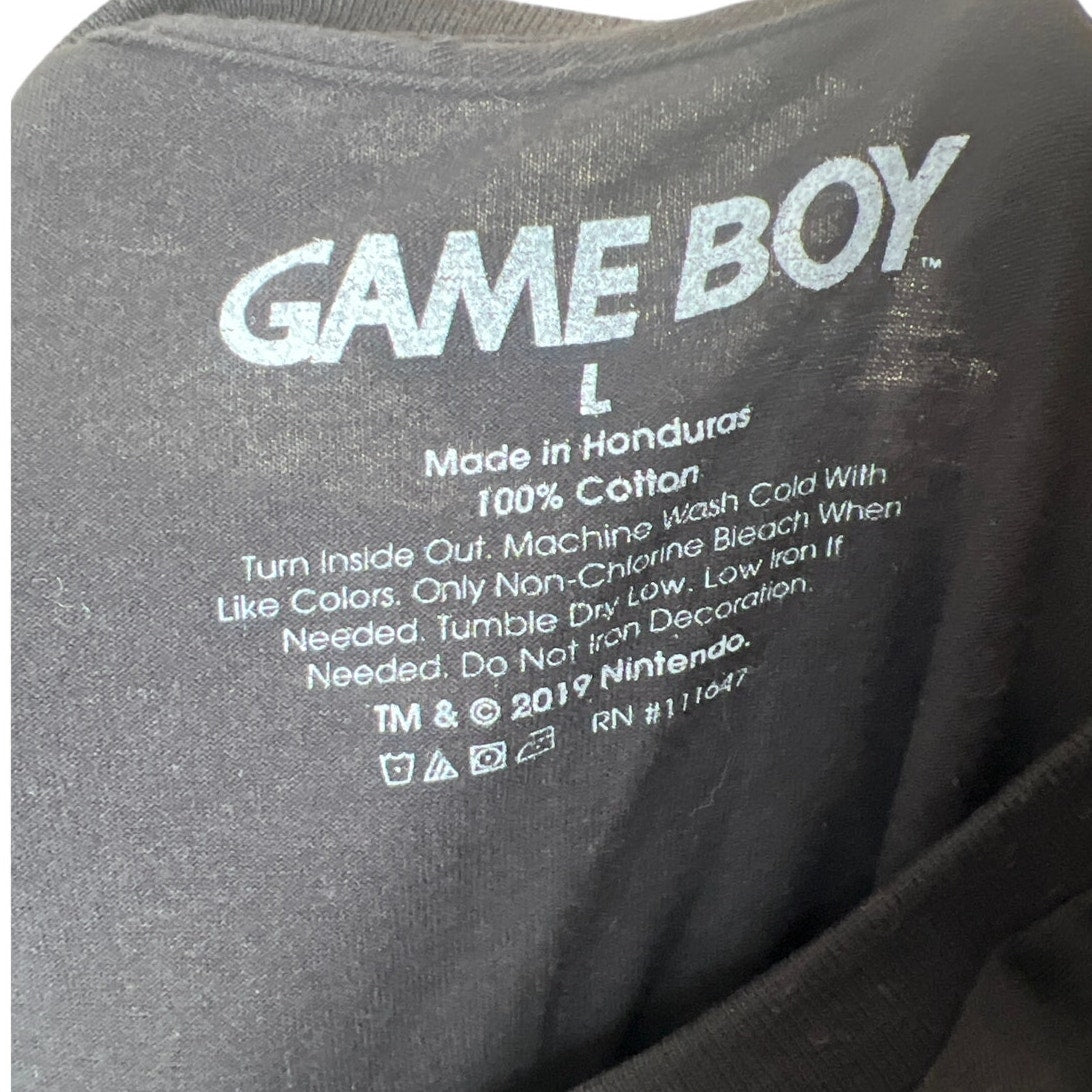 GAME BOY™
L
Made in Honduras
100% Cotton
Turn Inside Out. Machine Wash Cold With
Like Colors. Only Non-Chlorine Bleach When
Needed. Tumble Dry Low. Low Iron If
Needed. Do Not Iron Decoration.
TM & © 2019 Nintendo.
RN #111647